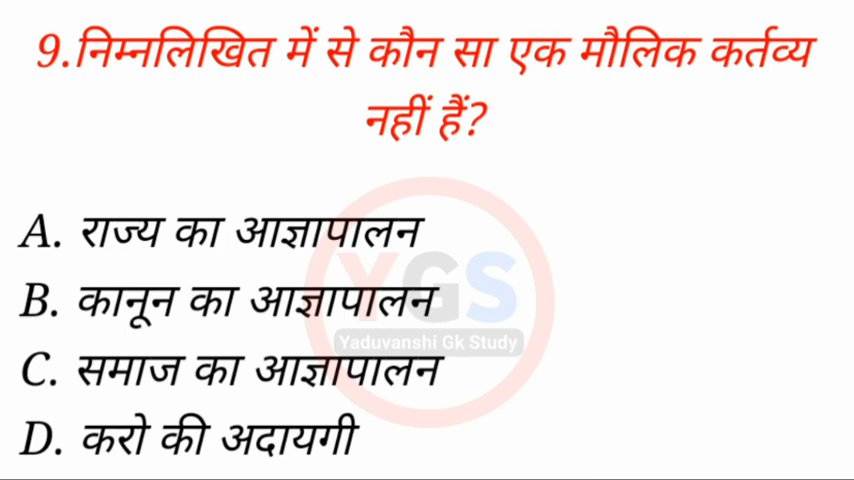 9.निम्नलिखित में से कौन सा एक मौलिक कर्तव्य
नहीं हैं?
A. राज्य का आज्ञापालन
B. कानून का आज्ञापालन
YGS
Yaduvanshi Gk Study
C. समाज का आज्ञापालन
D. करो की अदायगी